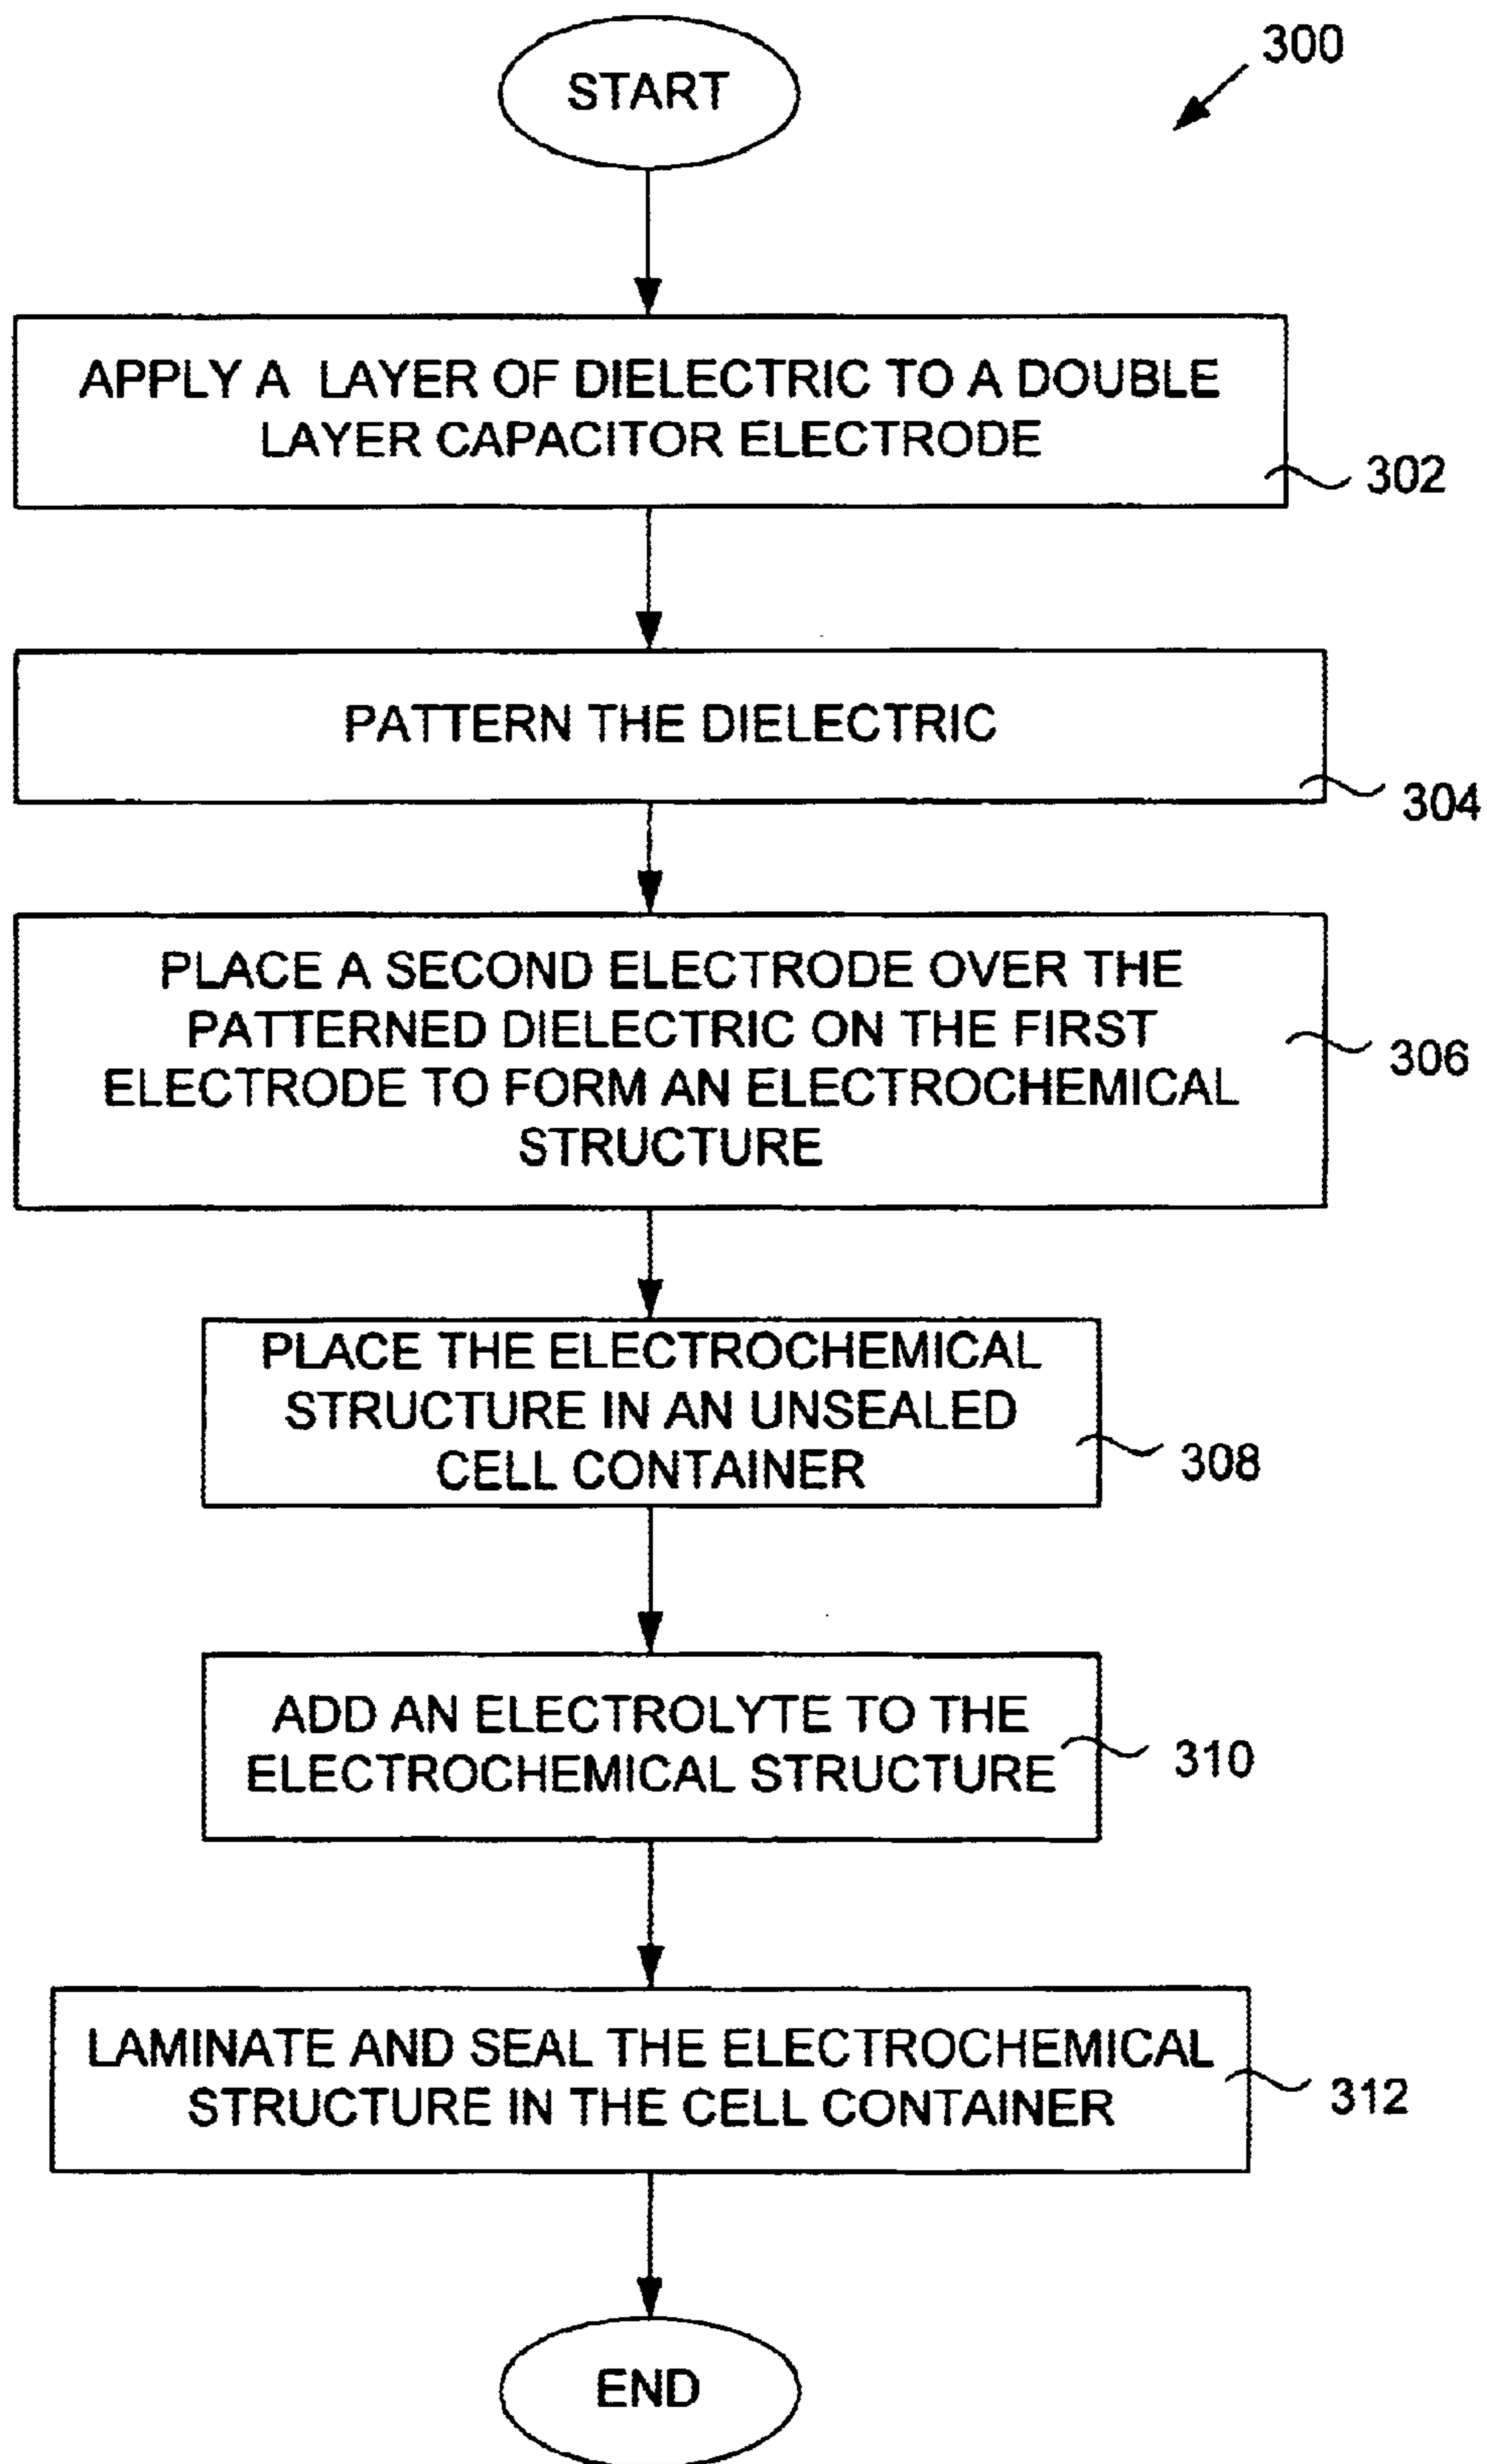 300
START
APPLY A LAYER OF DIELECTRIC TO A DOUBLE
LAYER CAPACITOR ELECTRODE
302
PATTERN THE DIELECTRIC
304
PLACE A SECOND ELECTRODE OVER THE
PATTERNED DIELECTRIC ON THE FIRST
ELECTRODE TO FORM AN ELECTROCHEMICAL
STRUCTURE
306
PLACE THE ELECTROCHEMICAL
STRUCTURE IN AN UNSEALED
CELL CONTAINER
308
ADD AN ELECTROLYTE TO THE
ELECTROCHEMICAL STRUCTURE
310
LAMINATE AND SEAL THE ELECTROCHEMICAL
STRUCTURE IN THE CELL CONTAINER
312
END